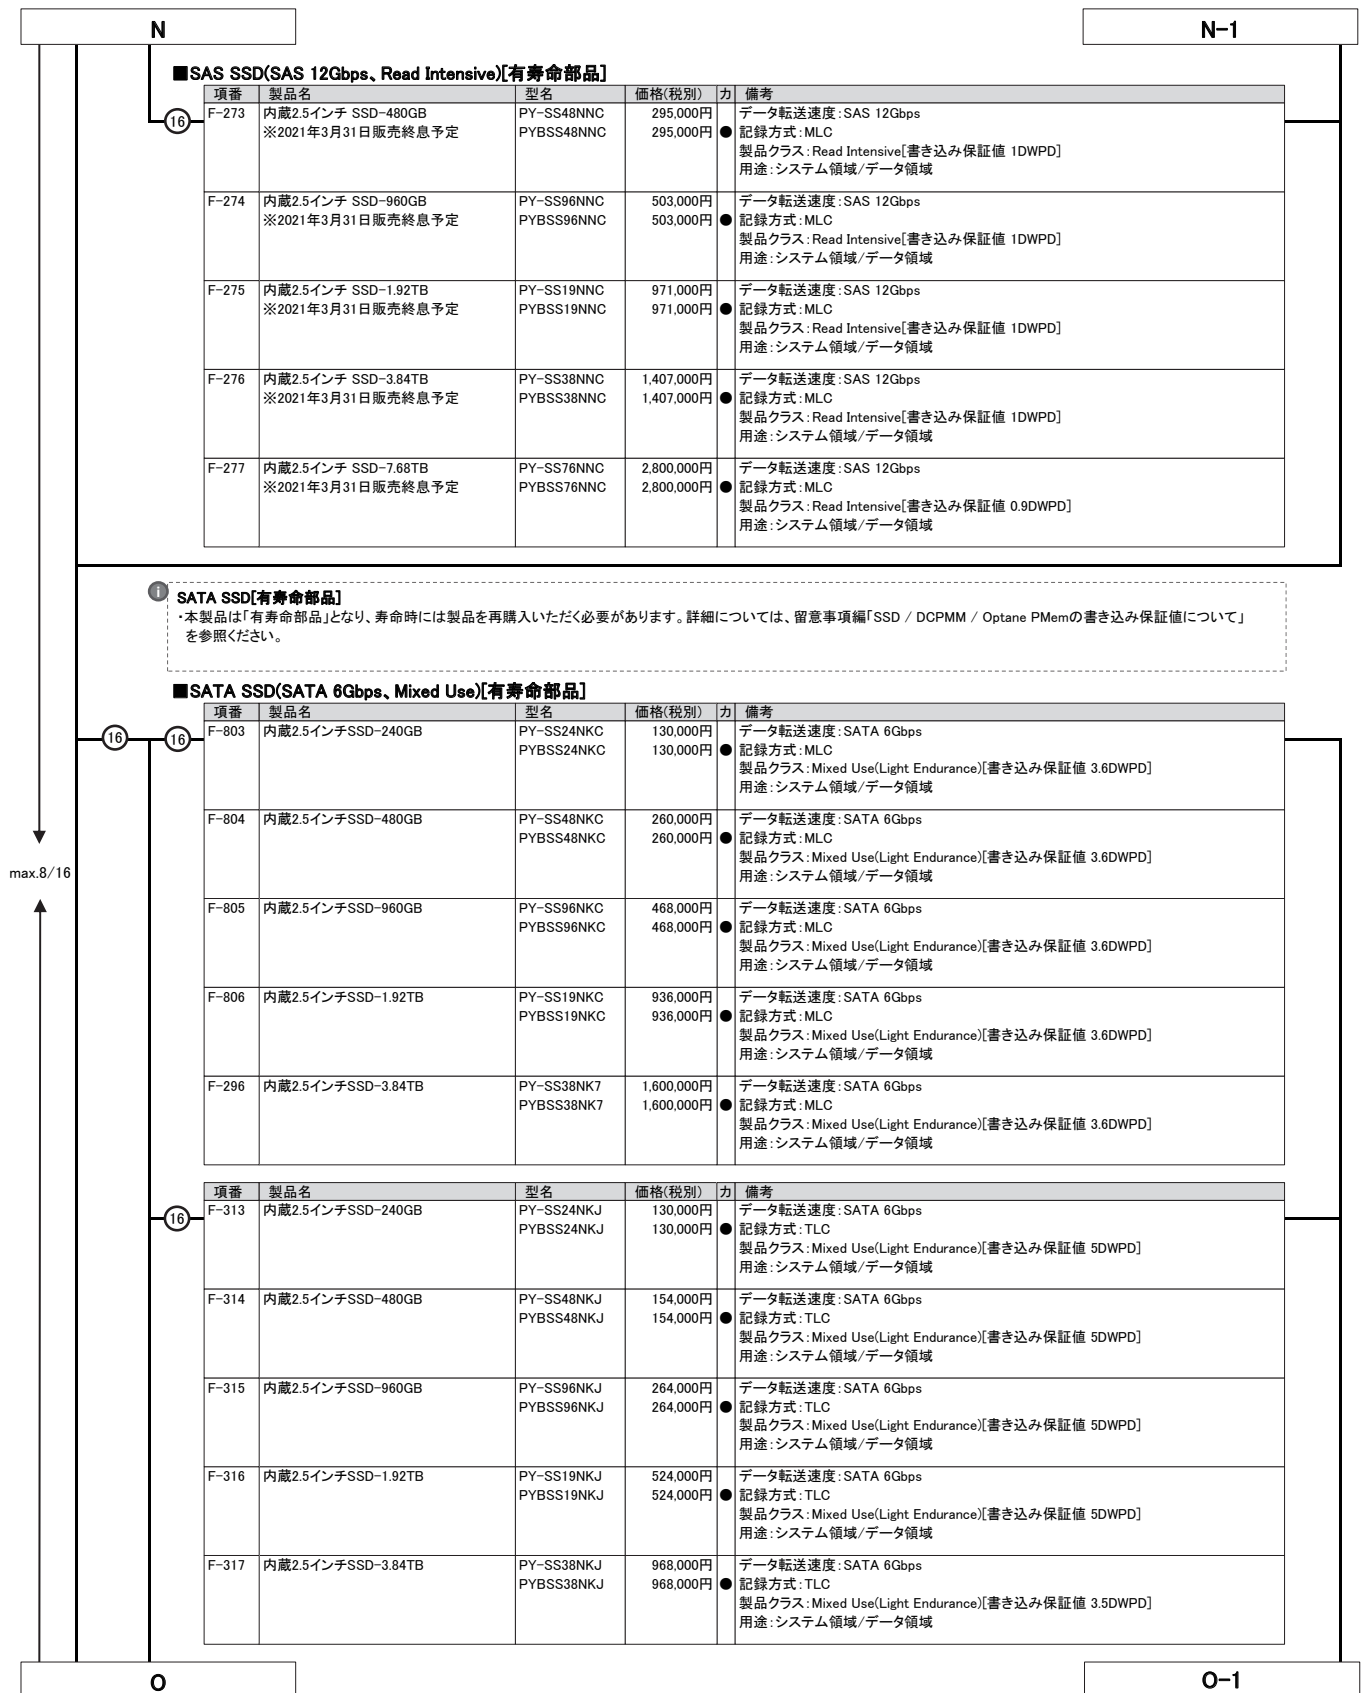 N
N-1
■SAS SSD(SAS 12Gbps、Read Intensive)[有寿命部品]
項番 製品名 型名 価格(税別) カ 備考
16
F-273 内蔵2.5インチ SSD-480GB PY-SS48NNC 295,000円 データ転送速度:SAS 12Gbps
※2021年3月31日販売終息予定 PYBSS48NNC 295,000円 ● 記録方式:MLC
製品クラス:Read Intensive[書き込み保証値 1DWPD]
用途:システム領域/データ領域
F-274 内蔵2.5インチ SSD-960GB PY-SS96NNC 503,000円 データ転送速度:SAS 12Gbps
※2021年3月31日販売終息予定 PYBSS96NNC 503,000円 ● 記録方式:MLC
製品クラス:Read Intensive[書き込み保証値 1DWPD]
用途:システム領域/データ領域
F-275 内蔵2.5インチ SSD-1.92TB PY-SS19NNC 971,000円 データ転送速度:SAS 12Gbps
※2021年3月31日販売終息予定 PYBSS19NNC 971,000円 ● 記録方式:MLC
製品クラス:Read Intensive[書き込み保証値 1DWPD]
用途:システム領域/データ領域
F-276 内蔵2.5インチ SSD-3.84TB PY-SS38NNC 1,407,000円 データ転送速度:SAS 12Gbps
※2021年3月31日販売終息予定 PYBSS38NNC 1,407,000円 ● 記録方式:MLC
製品クラス:Read Intensive[書き込み保証値 1DWPD]
用途:システム領域/データ領域
F-277 内蔵2.5インチ SSD-7.68TB PY-SS76NNC 2,800,000円 データ転送速度:SAS 12Gbps
※2021年3月31日販売終息予定 PYBSS76NNC 2,800,000円 ● 記録方式:MLC
製品クラス:Read Intensive[書き込み保証値 0.9DWPD]
用途:システム領域/データ領域
i SATA SSD[有寿命部品]
・本製品は「有寿命部品」となり、寿命時には製品を再購入いただく必要があります。詳細については、留意事項編「SSD / DCPMM / Optane PMemの書き込み保証値について」
を参照ください。
■SATA SSD(SATA 6Gbps、Mixed Use)[有寿命部品]
項番 製品名 型名 価格(税別) カ 備考
16 16
F-803 内蔵2.5インチSSD-240GB PY-SS24NKC 130,000円 データ転送速度:SATA 6Gbps
PYBSS24NKC 130,000円 ● 記録方式:MLC
製品クラス:Mixed Use(Light Endurance)[書き込み保証値 3.6DWPD]
用途:システム領域/データ領域
F-804 内蔵2.5インチSSD-480GB PY-SS48NKC 260,000円 データ転送速度:SATA 6Gbps
PYBSS48NKC 260,000円 ● 記録方式:MLC
製品クラス:Mixed Use(Light Endurance)[書き込み保証値 3.6DWPD]
用途:システム領域/データ領域
max.8/16
F-805 内蔵2.5インチSSD-960GB PY-SS96NKC 468,000円 データ転送速度:SATA 6Gbps
PYBSS96NKC 468,000円 ● 記録方式:MLC
製品クラス:Mixed Use(Light Endurance)[書き込み保証値 3.6DWPD]
用途:システム領域/データ領域
F-806 内蔵2.5インチSSD-1.92TB PY-SS19NKC 936,000円 データ転送速度:SATA 6Gbps
PYBSS19NKC 936,000円 ● 記録方式:MLC
製品クラス:Mixed Use(Light Endurance)[書き込み保証値 3.6DWPD]
用途:システム領域/データ領域
F-296 内蔵2.5インチSSD-3.84TB PY-SS38NK7 1,600,000円 データ転送速度:SATA 6Gbps
PYBSS38NK7 1,600,000円 ● 記録方式:MLC
製品クラス:Mixed Use(Light Endurance)[書き込み保証値 3.6DWPD]
用途:システム領域/データ領域
項番 製品名 型名 価格(税別) カ 備考
16
F-313 内蔵2.5インチSSD-240GB PY-SS24NKJ 130,000円 データ転送速度:SATA 6Gbps
PYBSS24NKJ 130,000円 ● 記録方式:TLC
製品クラス:Mixed Use(Light Endurance)[書き込み保証値 5DWPD]
用途:システム領域/データ領域
F-314 内蔵2.5インチSSD-480GB PY-SS48NKJ 154,000円 データ転送速度:SATA 6Gbps
PYBSS48NKJ 154,000円 ● 記録方式:TLC
製品クラス:Mixed Use(Light Endurance)[書き込み保証値 5DWPD]
用途:システム領域/データ領域
F-315 内蔵2.5インチSSD-960GB PY-SS96NKJ 264,000円 データ転送速度:SATA 6Gbps
PYBSS96NKJ 264,000円 ● 記録方式:TLC
製品クラス:Mixed Use(Light Endurance)[書き込み保証値 5DWPD]
用途:システム領域/データ領域
F-316 内蔵2.5インチSSD-1.92TB PY-SS19NKJ 524,000円 データ転送速度:SATA 6Gbps
PYBSS19NKJ 524,000円 ● 記録方式:TLC
製品クラス:Mixed Use(Light Endurance)[書き込み保証値 5DWPD]
用途:システム領域/データ領域
F-317 内蔵2.5インチSSD-3.84TB PY-SS38NKJ 968,000円 データ転送速度:SATA 6Gbps
PYBSS38NKJ 968,000円 ● 記録方式:TLC
製品クラス:Mixed Use(Light Endurance)[書き込み保証値 3.5DWPD]
用途:システム領域/データ領域
O
O-1